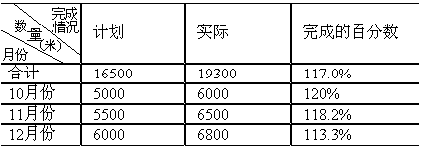 完成情况
数量(米)
月份
计划 实际 完成的百分数
合计 16500 19300 117.0%
10月份 5000 6000 120%
11月份 5500 6500 118.2%
12月份 6000 6800 113.3%